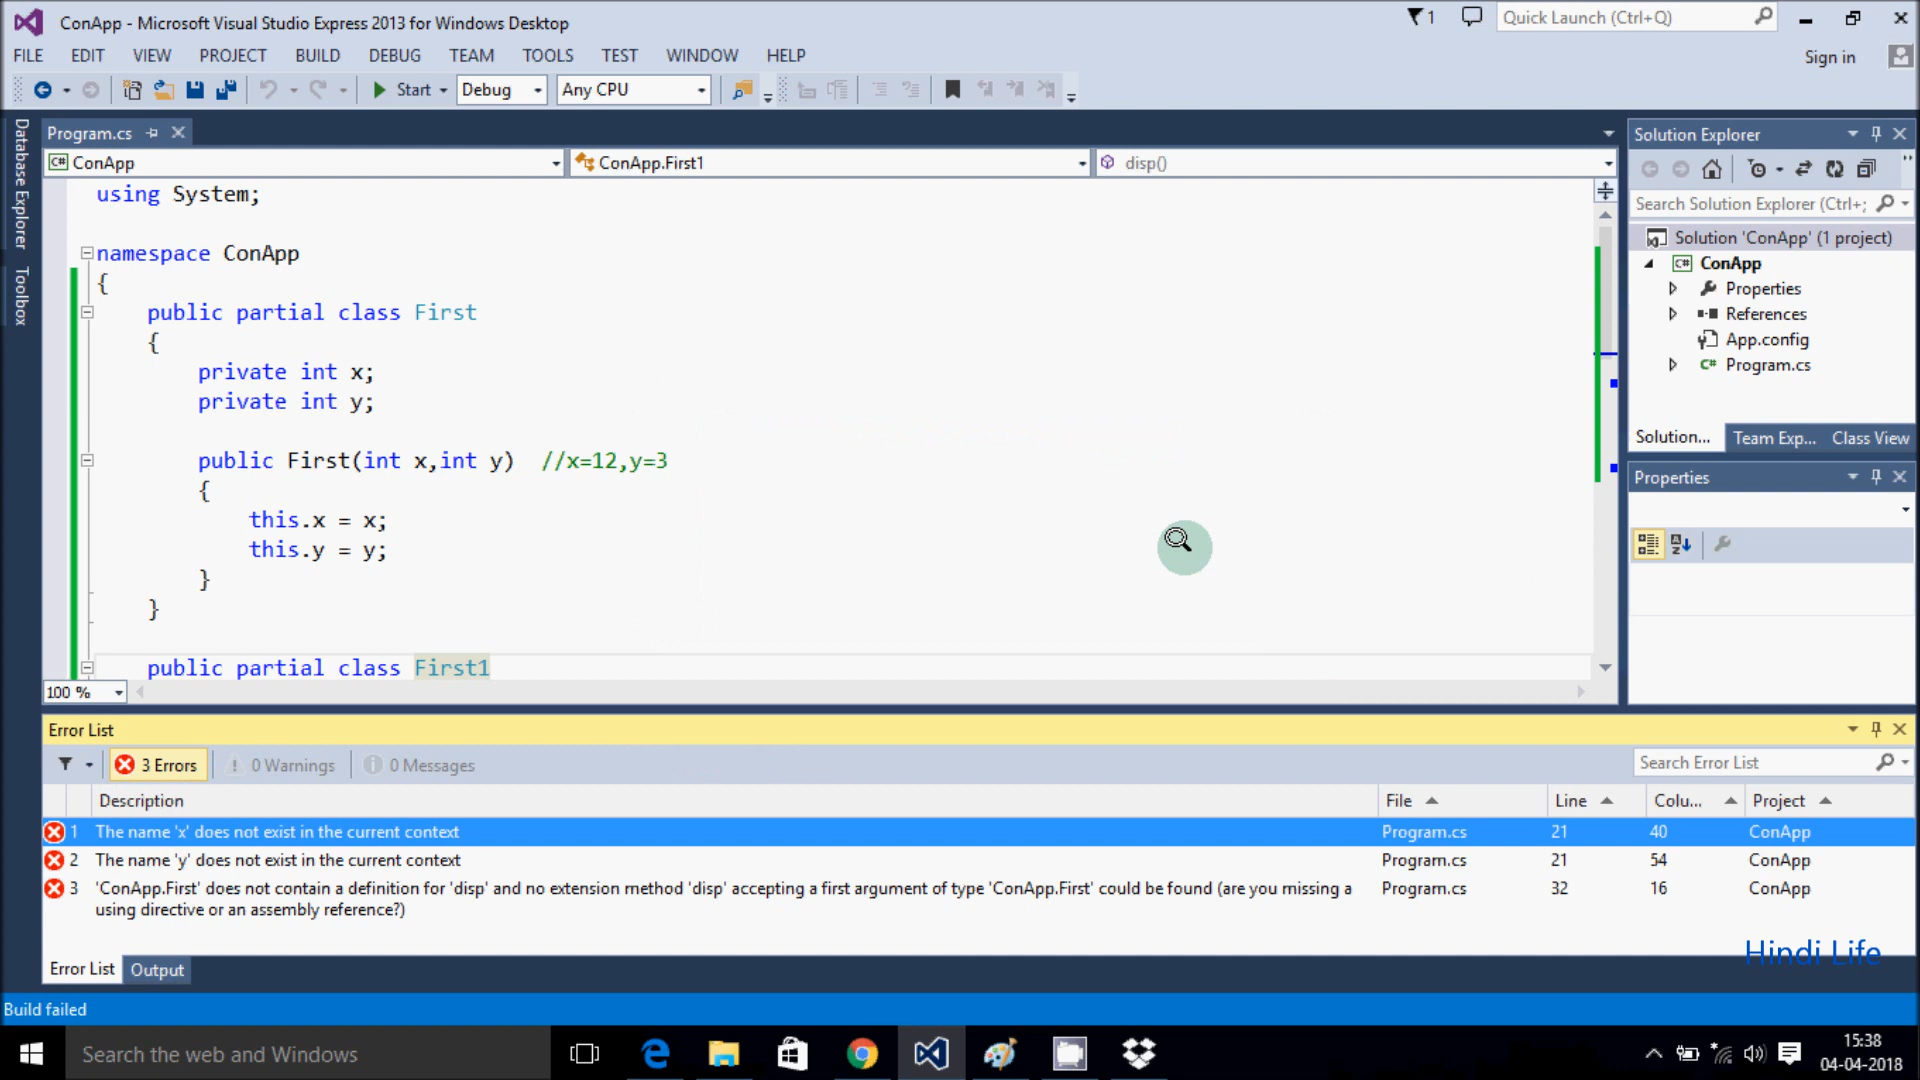 ConApp - Microsoft Visual Studio Express 2013 for Windows Desktop
1
Quick Launch (Ctrl+Q)
FILE EDIT VIEW PROJECT BUILD DEBUG TEAM TOOLS TEST WINDOW HELP
Sign in
Start Debug Any CPU
Database Explorer
Toolbox
Program.cs
C# ConApp ConApp.First1 disp()
using System;
namespace ConApp
{
public partial class First
{
private int x;
private int y;
public First(int x,int y) //x=12,y=3
{
this.x = x;
this.y = y;
}
}
public partial class First1
100 %
Solution Explorer
Search Solution Explorer (Ctrl+;
Solution 'ConApp' (1 project)
C# ConApp
Properties
References
App.config
C# Program.cs
Solution... Team Exp... Class View
Properties
Error List
3 Errors 0 Warnings 0 Messages
Search Error List
Description File Line Colu... Project
1 The name 'x' does not exist in the current context Program.cs 21 40 ConApp
2 The name 'y' does not exist in the current context Program.cs 21 54 ConApp
3 'ConApp.First' does not contain a definition for 'disp' and no extension method 'disp' accepting a first argument of type 'ConApp.First' could be found (are you missing a Program.cs 32 16 ConApp
using directive or an assembly reference?)
Hindi Life
Error List Output
Build failed
Search the web and Windows
15:38
04-04-2018